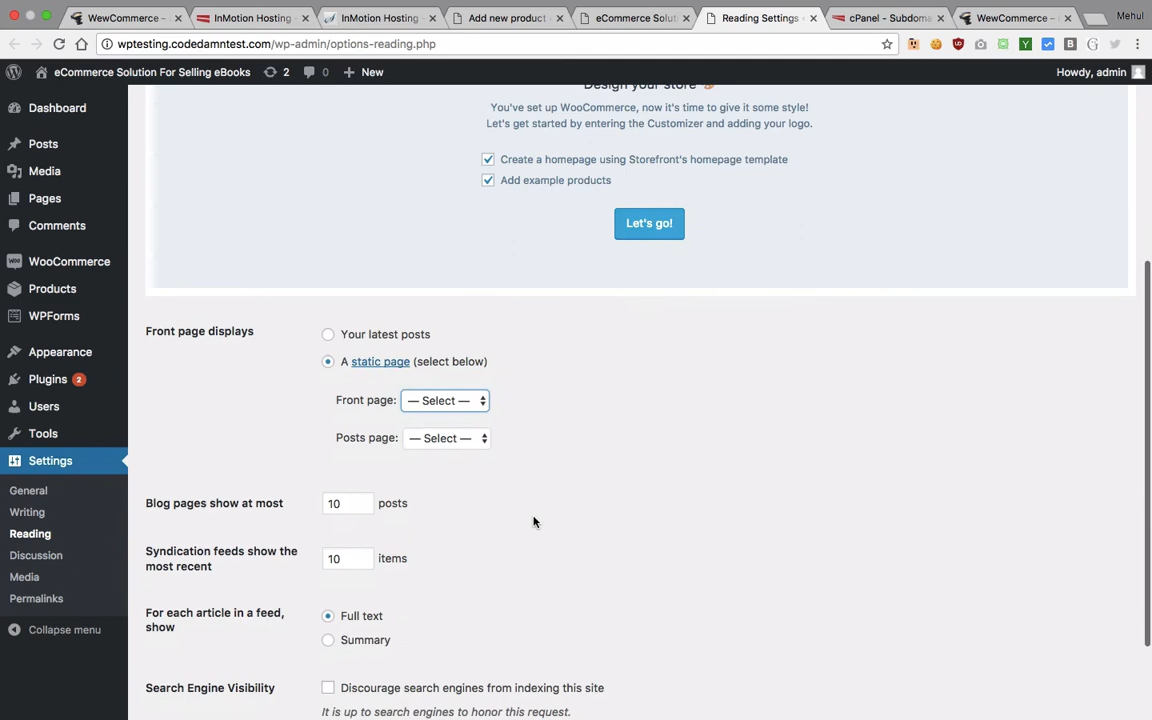 WewCommerce -
InMotion Hosting -
InMotion Hosting -
Add new product
eCommerce Solut
Reading Settings
cPanel - Subdoma
WewCommerce -
Mehul
wptesting.codedamntest.com/wp-admin/options-reading.php
eCommerce Solution For Selling eBooks 2 0 New
Howdy, admin
Design your store
You've set up WooCommerce, now it's time to give it some style!
Let's get started by entering the Customizer and adding your logo.
Create a homepage using Storefront's homepage template
Add example products
Let's go!
Dashboard
Posts
Media
Pages
Comments
WooCommerce
Products
WPForms
Appearance
Plugins 2
Users
Tools
Settings
General
Writing
Reading
Discussion
Media
Permalinks
Collapse menu
Front page displays
Your latest posts
A static page (select below)
Front page: — Select —
Posts page: — Select —
Blog pages show at most 10 posts
Syndication feeds show the
most recent
10 items
For each article in a feed,
show
Full text
Summary
Search Engine Visibility
Discourage search engines from indexing this site
It is up to search engines to honor this request.